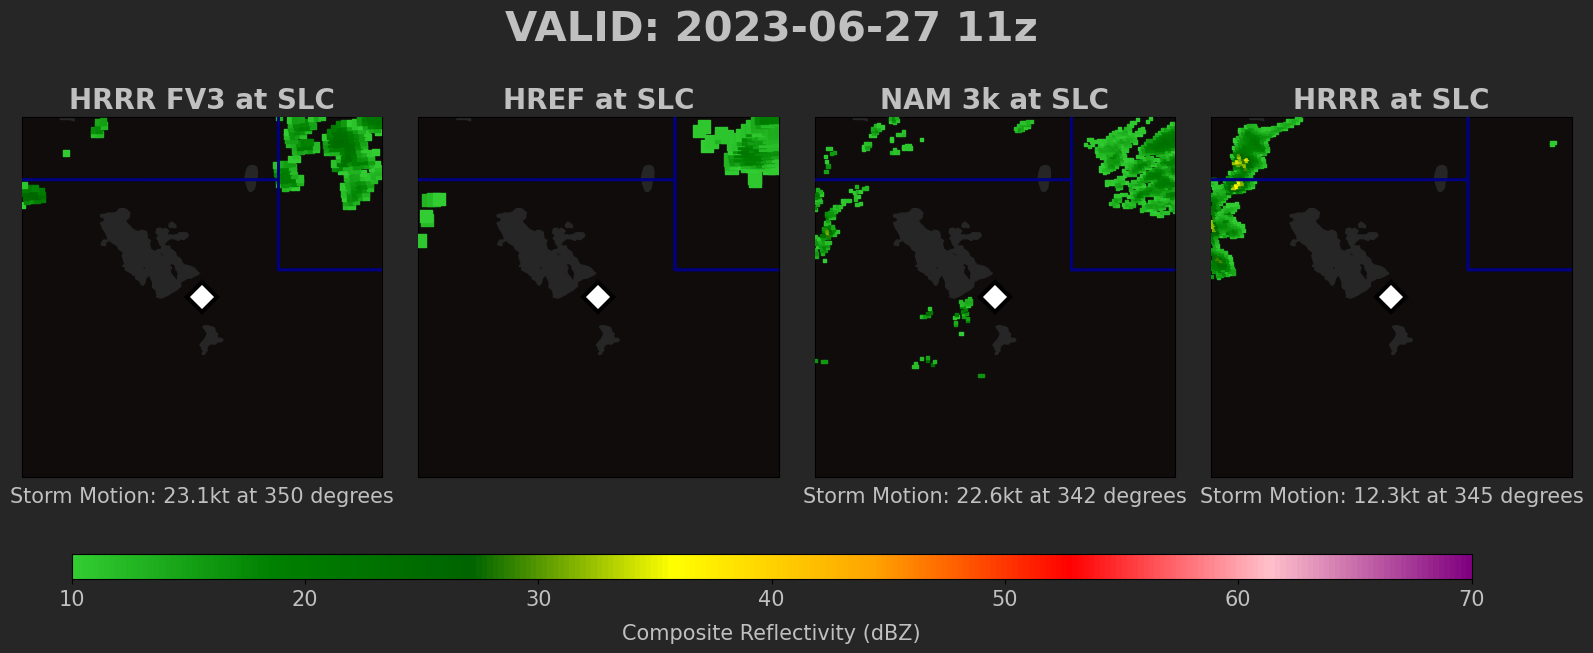 VALID: 2023-06-27 11z
HRRR FV3 at SLC
HREF at SLC
NAM 3k at SLC
HRRR at SLC
Storm Motion: 23.1kt at 350 degrees
Storm Motion: 22.6kt at 342 degrees
Storm Motion: 12.3kt at 345 degrees
10 20 30 40 50 60 70
Composite Reflectivity (dBZ)